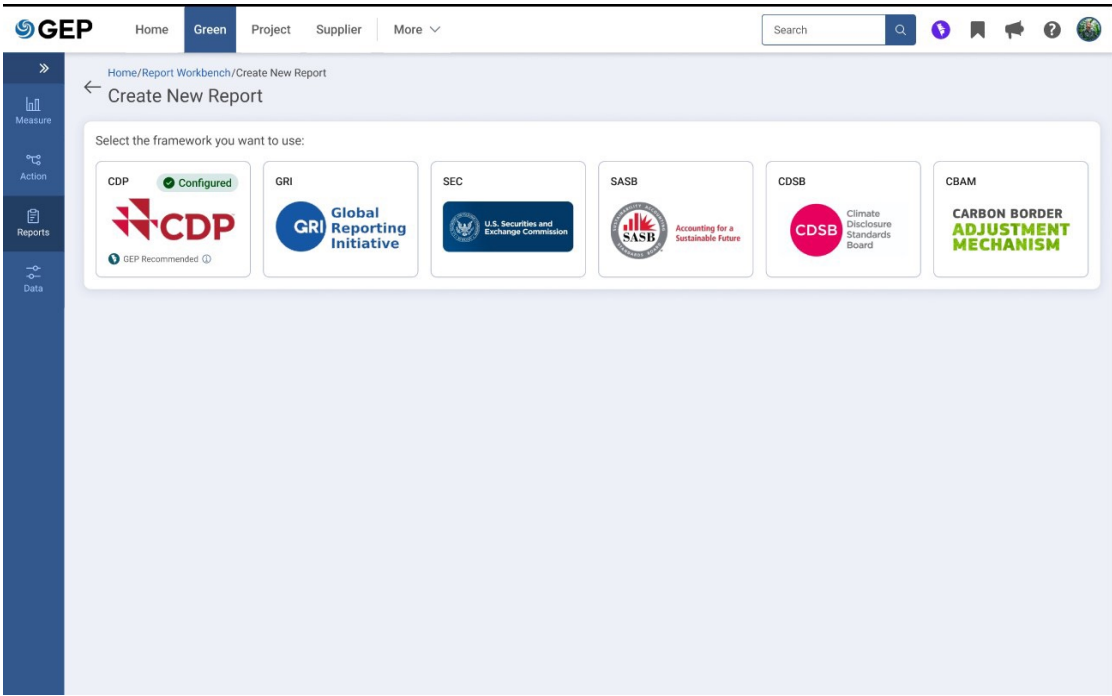 GEP
Home Green Project Supplier More
Search
Home/Report Workbench/Create New Report
Create New Report
Measure
Action
Reports
Data
Select the framework you want to use:
CDP Configured
CDP
GEP Recommended
GRI
GRI
Global
Reporting
Initiative
SEC
U.S. Securities and
Exchange Commission
SASB
SASB
Accounting for a
Sustainable Future
CDSB
CDSB
Climate
Disclosure
Standards
Board
CBAM
CARBON BORDER
ADJUSTMENT
MECHANISM